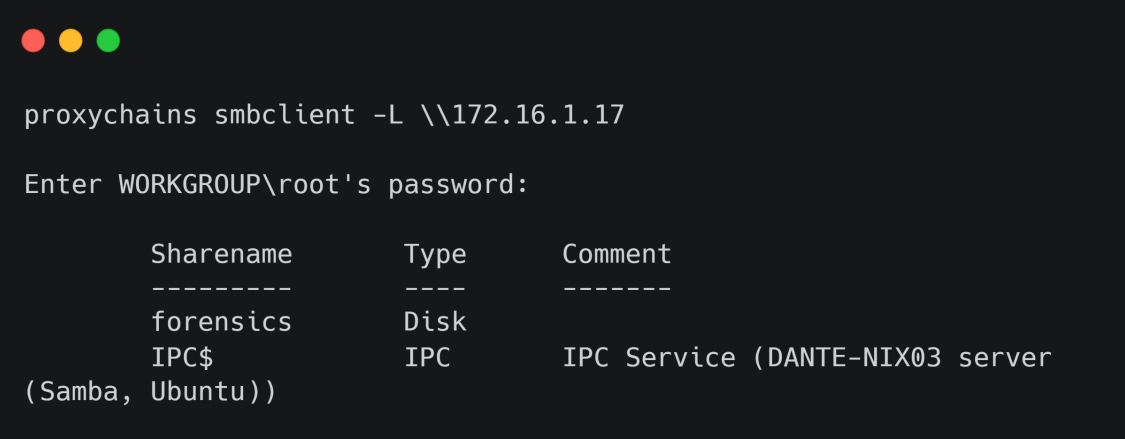 proxychains smbclient -L \\172.16.1.17
Enter WORKGROUP\root's password:
Sharename Type Comment
--------- ---- -------
forensics Disk
IPC$ IPC IPC Service (DANTE-NIX03 server
(Samba, Ubuntu))